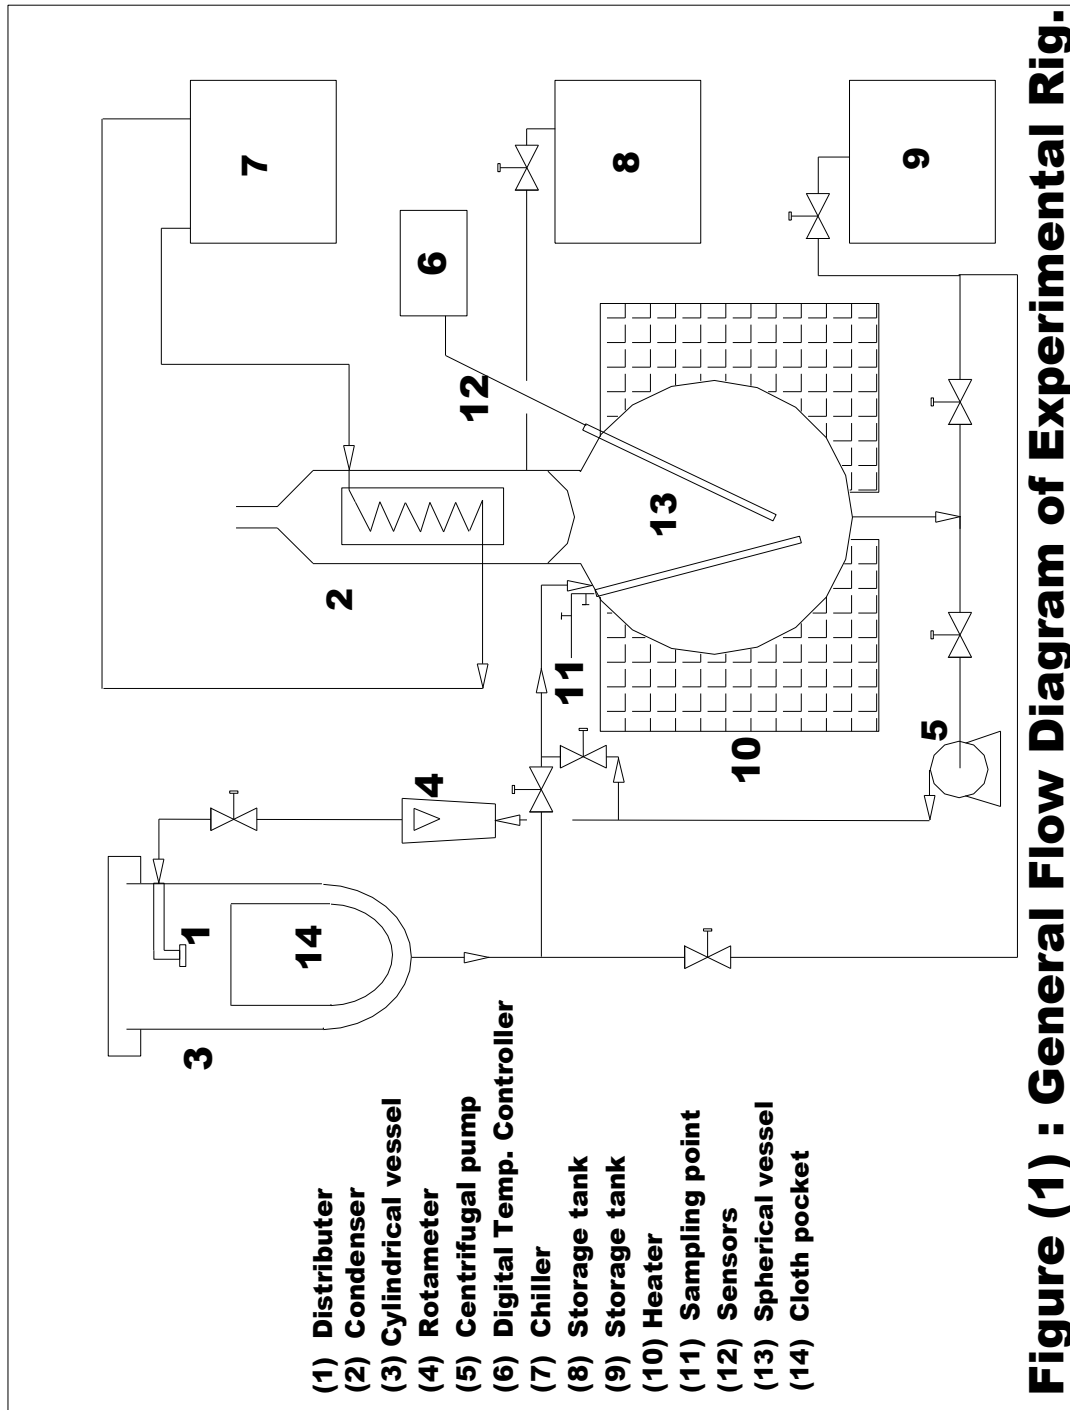 7
8
9
6
12
2
13
11
10
5
4
1
14
3
(1) Distributer
(2) Condenser
(3) Cylindrical vessel
(4) Rotameter
(5) Centrifugal pump
(6) Digital Temp. Controller
(7) Chiller
(8) Storage tank
(9) Storage tank
(10) Heater
(11) Sampling point
(12) Sensors
(13) Spherical vessel
(14) Cloth pocket
Figure (1) : General Flow Diagram of Experimental Rig.